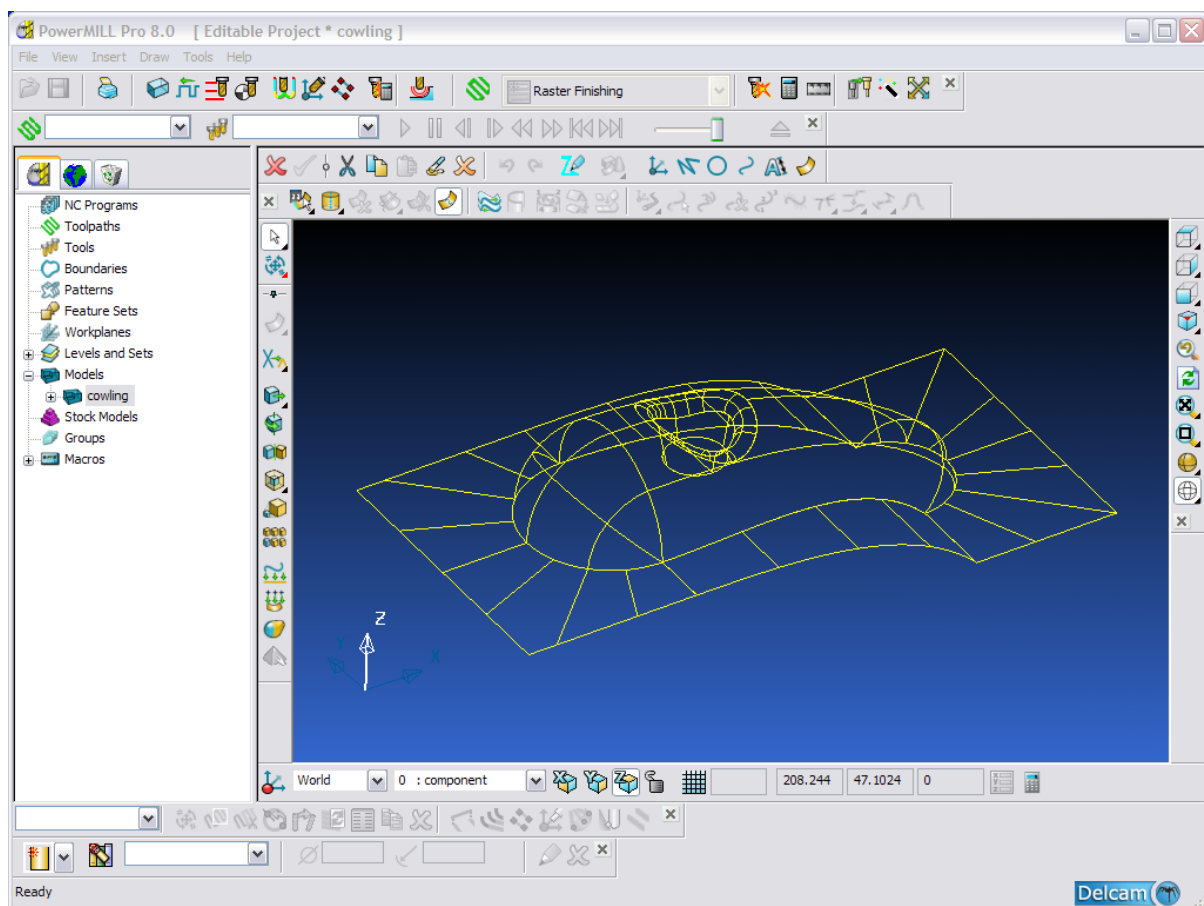 PowerMILL Pro 8.0 [ Editable Project * cowling ]
File View Insert Draw Tools Help
Raster Finishing
NC Programs
Toolpaths
Tools
Boundaries
Patterns
Feature Sets
Workplanes
Levels and Sets
Models
cowling
Stock Models
Groups
Macros
Z
Y
X
World 0 : component 208.244 47.1024 0
Ready
Delcam